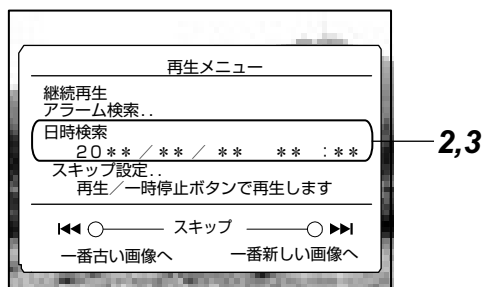 再生メニュー
継続再生
アラーム検索..
日時検索
20**/**/ ** ** :**
スキップ設定..
再生/一時停止ボタンで再生します
スキップ
一番古い画像へ 一番新しい画像へ
2,3